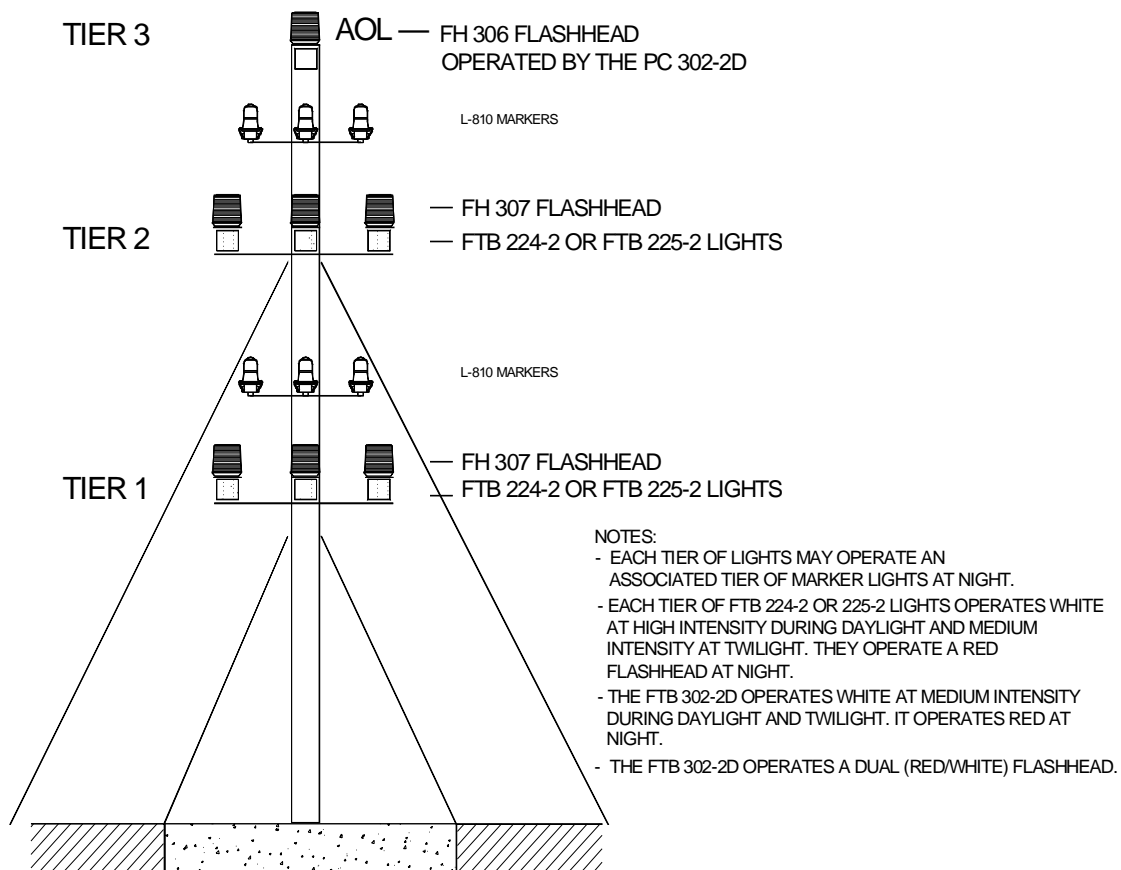 TIER 3
AOL — FH 306 FLASHHEAD
OPERATED BY THE PC 302-2D
L-810 MARKERS
— FH 307 FLASHHEAD
TIER 2
— FTB 224-2 OR FTB 225-2 LIGHTS
L-810 MARKERS
— FH 307 FLASHHEAD
TIER 1
— FTB 224-2 OR FTB 225-2 LIGHTS
NOTES:
- EACH TIER OF LIGHTS MAY OPERATE AN
ASSOCIATED TIER OF MARKER LIGHTS AT NIGHT.
- EACH TIER OF FTB 224-2 OR 225-2 LIGHTS OPERATES WHITE
AT HIGH INTENSITY DURING DAYLIGHT AND MEDIUM
INTENSITY AT TWILIGHT. THEY OPERATE A RED
FLASHHEAD AT NIGHT.
- THE FTB 302-2D OPERATES WHITE AT MEDIUM INTENSITY
DURING DAYLIGHT AND TWILIGHT. IT OPERATES RED AT
NIGHT.
- THE FTB 302-2D OPERATES A DUAL (RED/WHITE) FLASHHEAD.